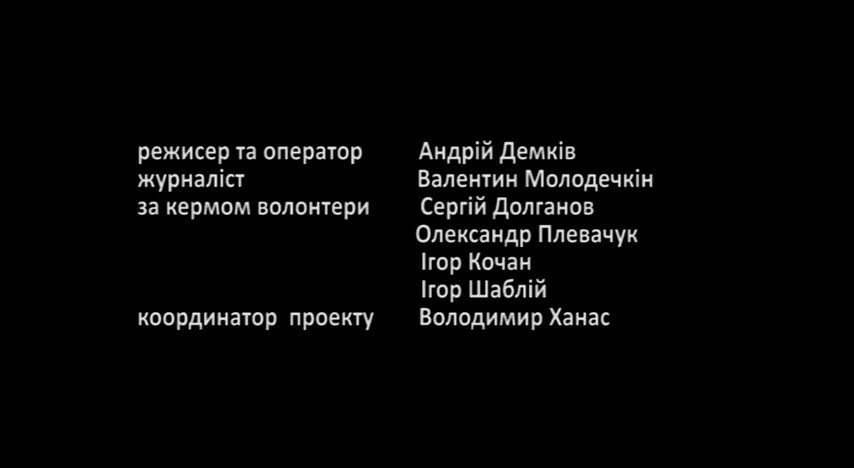 режисер та оператор Андрій Демків
журналіст Валентин Молодечкін
за кермом волонтери Сергій Долганов
Олександр Плевачук
Ігор Кочан
Ігор Шаблій
координатор проекту Володимир Ханас